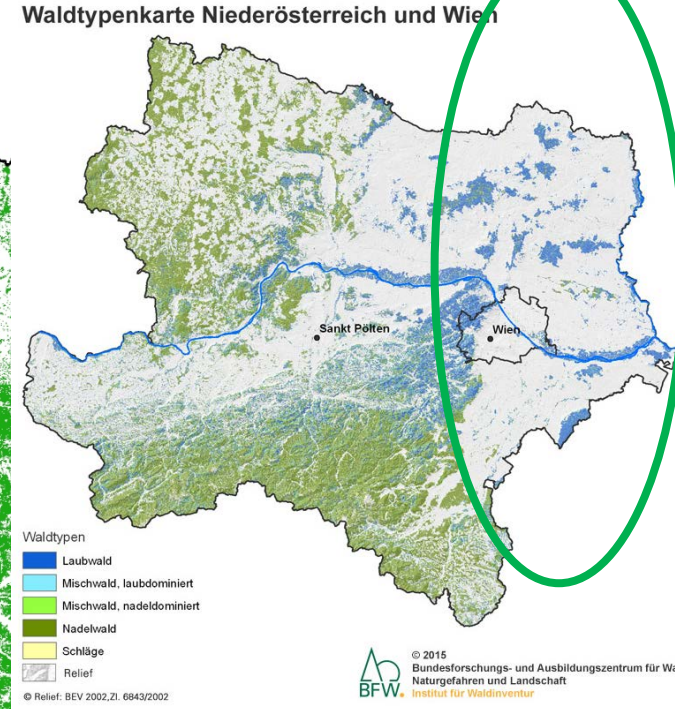 Waldtypenkarte Niederösterreich und Wien
Sankt Pölten
Wien
Waldtypen
Laubwald
Mischwald, laubdominiert
Mischwald, nadeldominiert
Nadelwald
Schläge
Relief
© Relief: BEV 2002,Zl. 6843/2002
BFW.
© 2015
Bundesforschungs- und Ausbildungszentrum für Wa
Naturgefahren und Landschaft
Institut für Waldinventur